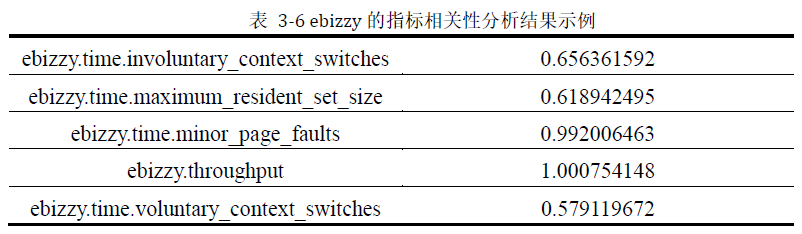 表 3-6 ebizzy 的指标相关性分析结果示例
ebizzy.time.involuntary_context_switches 0.656361592
ebizzy.time.maximum_resident_set_size 0.618942495
ebizzy.time.minor_page_faults 0.992006463
ebizzy.throughput 1.000754148
ebizzy.time.voluntary_context_switches 0.579119672